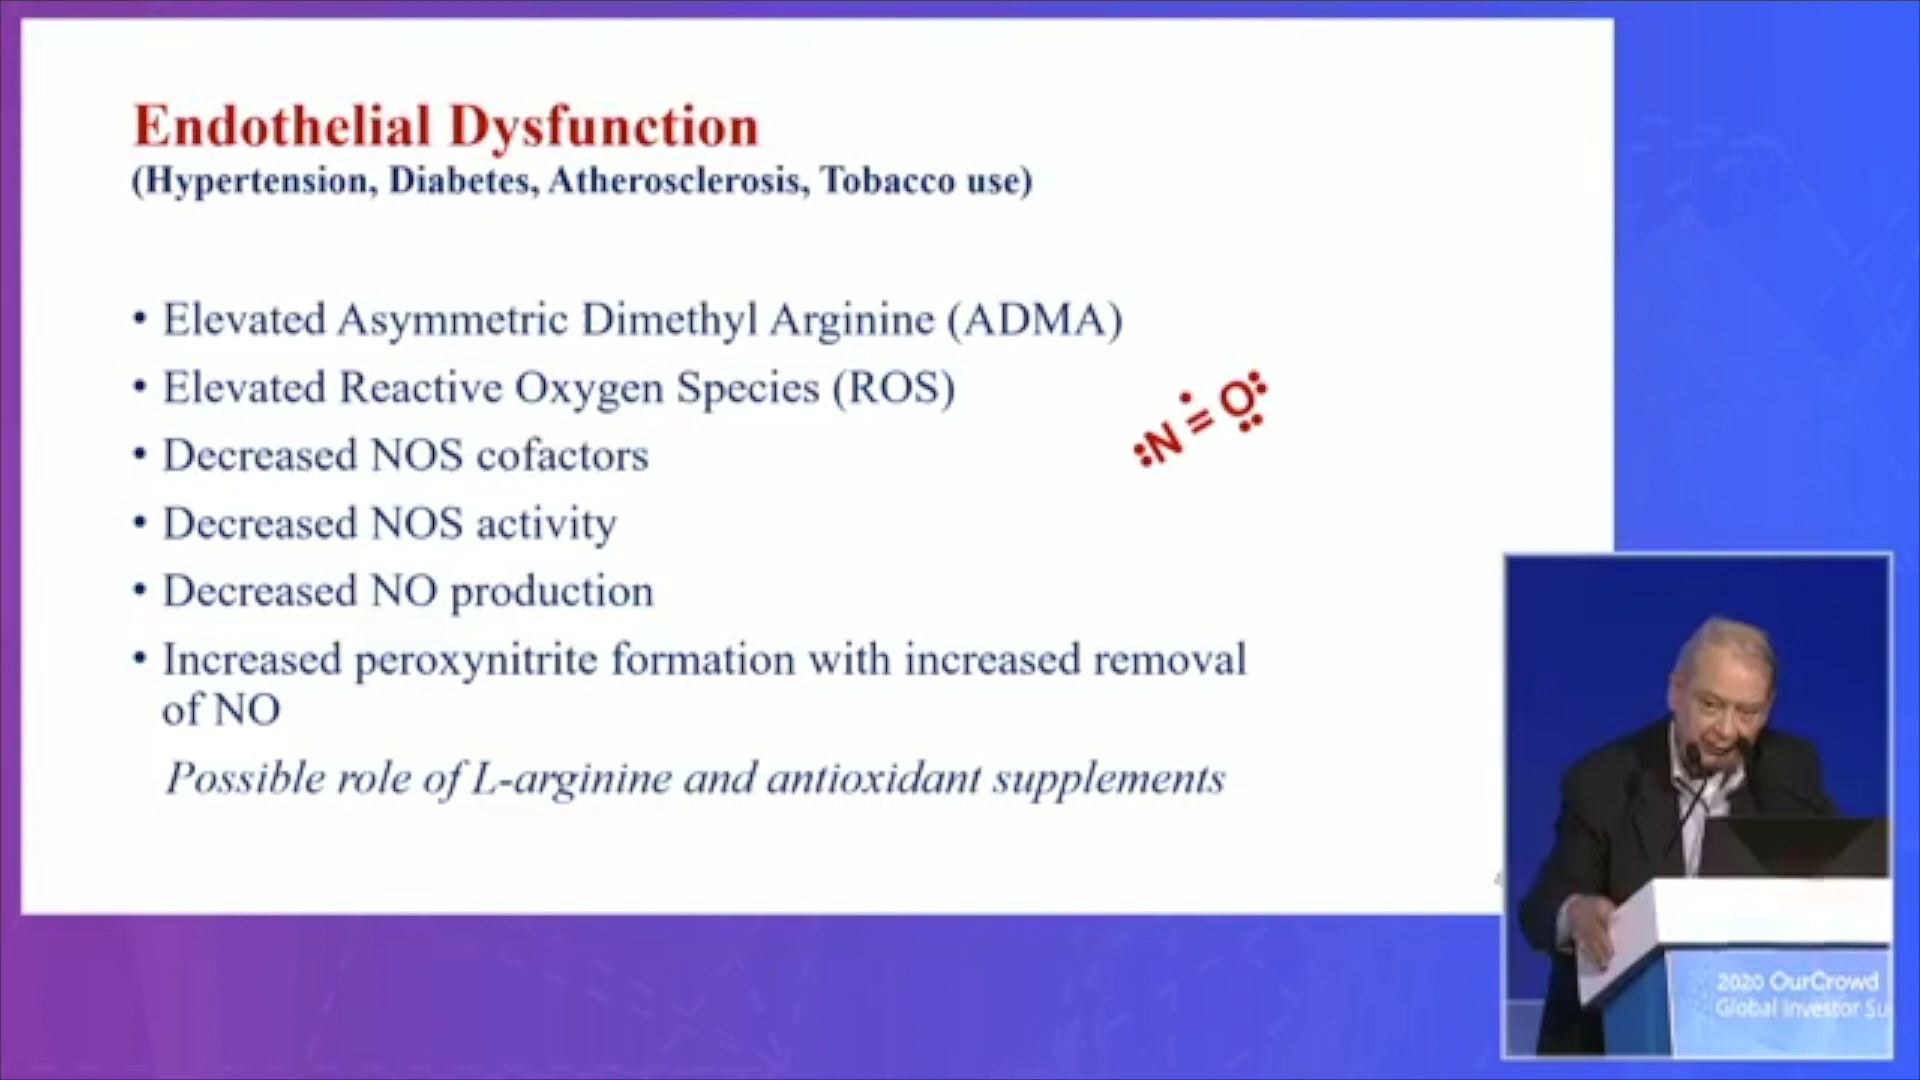 Endothelial Dysfunction
(Hypertension, Diabetes, Atherosclerosis, Tobacco use)
• Elevated Asymmetric Dimethyl Arginine (ADMA)
• Elevated Reactive Oxygen Species (ROS)
N = O
• Decreased NOS cofactors
• Decreased NOS activity
• Decreased NO production
• Increased peroxynitrite formation with increased removal
of NO
Possible role of L-arginine and antioxidant supplements
2020 OurCrowd
Global Investor Su